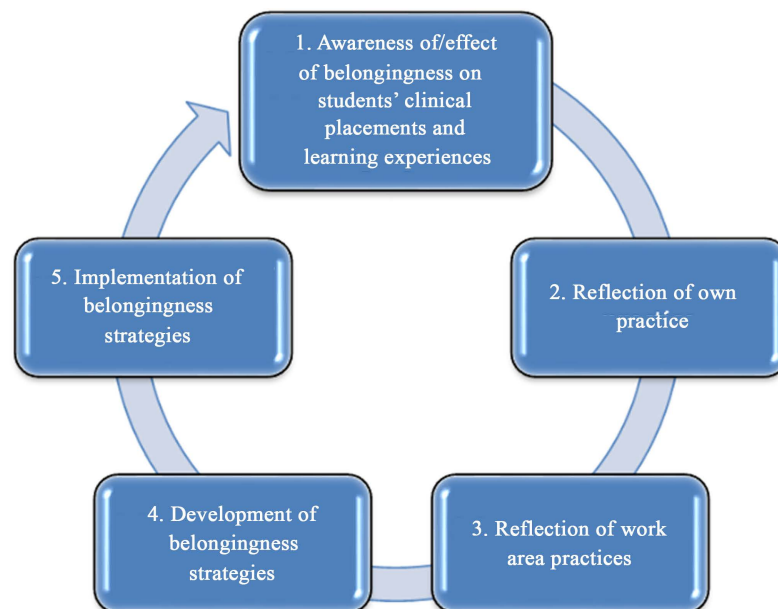 1. Awareness of/effect
of belongingness on
students’ clinical
placements and
learning experiences
2. Reflection of own
practice
3. Reflection of work
area practices
4. Development of
belongingness
strategies
5. Implementation of
belongingness
strategies